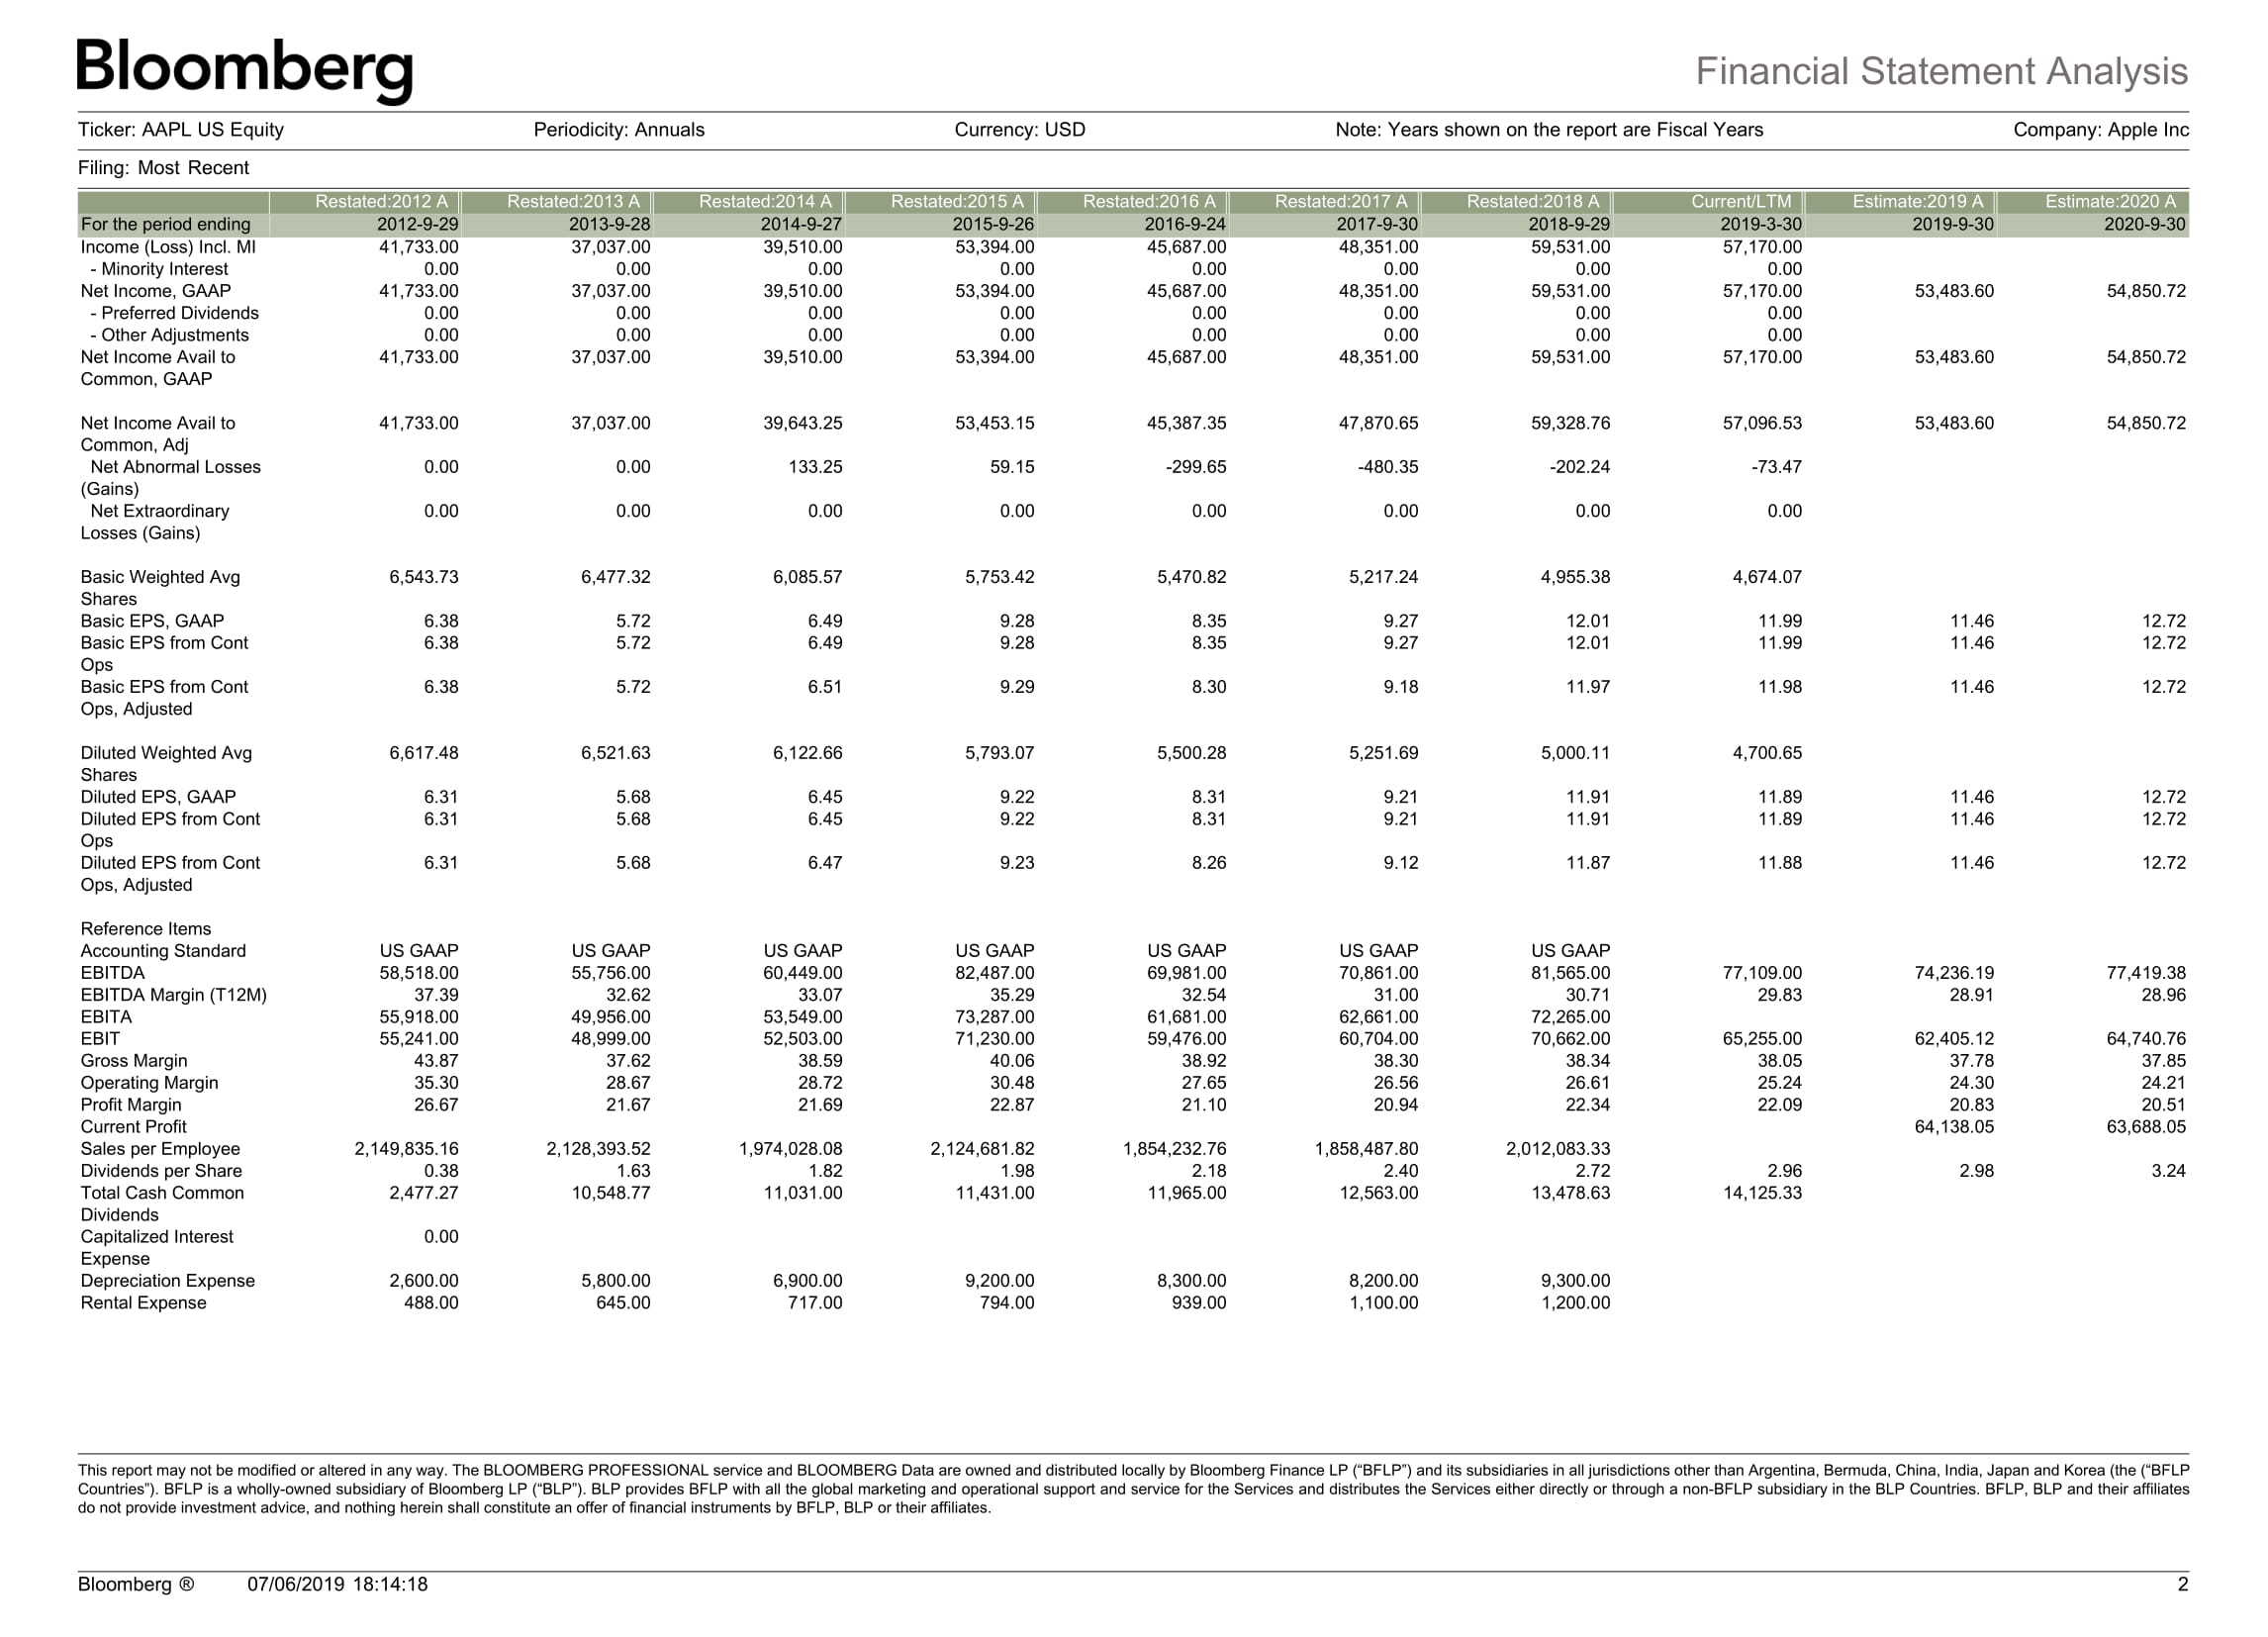 Bloomberg
Financial Statement Analysis
Ticker: AAPL US Equity Periodicity: Annuals Currency: USD Note: Years shown on the report are Fiscal Years Company: Apple Inc
Filing: Most Recent
Restated:2012 A Restated:2013 A Restated:2014 A Restated:2015 A Restated:2016 A Restated:2017 A Restated:2018 A Current/LTM Estimate:2019 A Estimate:2020 A
For the period ending 2012-9-29 2013-9-28 2014-9-27 2015-9-26 2016-9-24 2017-9-30 2018-9-29 2019-3-30 2019-9-30 2020-9-30
Income (Loss) Incl. MI 41,733.00 37,037.00 39,510.00 53,394.00 45,687.00 48,351.00 59,531.00 57,170.00
- Minority Interest 0.00 0.00 0.00 0.00 0.00 0.00 0.00 0.00
Net Income, GAAP 41,733.00 37,037.00 39,510.00 53,394.00 45,687.00 48,351.00 59,531.00 57,170.00 53,483.60 54,850.72
- Preferred Dividends 0.00 0.00 0.00 0.00 0.00 0.00 0.00 0.00
- Other Adjustments 0.00 0.00 0.00 0.00 0.00 0.00 0.00 0.00
Net Income Avail to 41,733.00 37,037.00 39,510.00 53,394.00 45,687.00 48,351.00 59,531.00 57,170.00 53,483.60 54,850.72
Common, GAAP
Net Income Avail to 41,733.00 37,037.00 39,643.25 53,453.15 45,387.35 47,870.65 59,328.76 57,096.53 53,483.60 54,850.72
Common, Adj
Net Abnormal Losses 0.00 0.00 133.25 59.15 -299.65 -480.35 -202.24 -73.47
(Gains)
Net Extraordinary 0.00 0.00 0.00 0.00 0.00 0.00 0.00 0.00
Losses (Gains)
Basic Weighted Avg 6,543.73 6,477.32 6,085.57 5,753.42 5,470.82 5,217.24 4,955.38 4,674.07
Shares
Basic EPS, GAAP 6.38 5.72 6.49 9.28 8.35 9.27 12.01 11.99 11.46 12.72
Basic EPS from Cont 6.38 5.72 6.49 9.28 8.35 9.27 12.01 11.99 11.46 12.72
Ops
Basic EPS from Cont 6.38 5.72 6.51 9.29 8.30 9.18 11.97 11.98 11.46 12.72
Ops, Adjusted
Diluted Weighted Avg 6,617.48 6,521.63 6,122.66 5,793.07 5,500.28 5,251.69 5,000.11 4,700.65
Shares
Diluted EPS, GAAP 6.31 5.68 6.45 9.22 8.31 9.21 11.91 11.89 11.46 12.72
Diluted EPS from Cont 6.31 5.68 6.45 9.22 8.31 9.21 11.91 11.89 11.46 12.72
Ops
Diluted EPS from Cont 6.31 5.68 6.47 9.23 8.26 9.12 11.87 11.88 11.46 12.72
Ops, Adjusted
Reference Items
Accounting Standard US GAAP US GAAP US GAAP US GAAP US GAAP US GAAP US GAAP
EBITDA 58,518.00 55,756.00 60,449.00 82,487.00 69,981.00 70,861.00 81,565.00 77,109.00 74,236.19 77,419.38
EBITDA Margin (T12M) 37.39 32.62 33.07 35.29 32.54 31.00 30.71 29.83 28.91 28.96
EBITA 55,918.00 49,956.00 53,549.00 73,287.00 61,681.00 62,661.00 72,265.00
EBIT 55,241.00 48,999.00 52,503.00 71,230.00 59,476.00 60,704.00 70,662.00 65,255.00 62,405.12 64,740.76
Gross Margin 43.87 37.62 38.59 40.06 38.92 38.30 38.34 38.05 37.78 37.85
Operating Margin 35.30 28.67 28.72 30.48 27.65 26.56 26.61 25.24 24.30 24.21
Profit Margin 26.67 21.67 21.69 22.87 21.10 20.94 22.34 22.09 20.83 20.51
Current Profit 64,138.05 63,688.05
Sales per Employee 2,149,835.16 2,128,393.52 1,974,028.08 2,124,681.82 1,854,232.76 1,858,487.80 2,012,083.33
Dividends per Share 0.38 1.63 1.82 1.98 2.18 2.40 2.72 2.96 2.98 3.24
Total Cash Common 2,477.27 10,548.77 11,031.00 11,431.00 11,965.00 12,563.00 13,478.63 14,125.33
Dividends
Capitalized Interest 0.00
Expense
Depreciation Expense 2,600.00 5,800.00 6,900.00 9,200.00 8,300.00 8,200.00 9,300.00
Rental Expense 488.00 645.00 717.00 794.00 939.00 1,100.00 1,200.00
This report may not be modified or altered in any way. The BLOOMBERG PROFESSIONAL service and BLOOMBERG Data are owned and distributed locally by Bloomberg Finance LP (“BFLP”) and its subsidiaries in all jurisdictions other than Argentina, Bermuda, China, India, Japan and Korea (the (“BFLP
Countries”). BFLP is a wholly-owned subsidiary of Bloomberg LP (“BLP”). BLP provides BFLP with all the global marketing and operational support and service for the Services and distributes the Services either directly or through a non-BFLP subsidiary in the BLP Countries. BFLP, BLP and their affiliates
do not provide investment advice, and nothing herein shall constitute an offer of financial instruments by BFLP, BLP or their affiliates.
Bloomberg ® 07/06/2019 18:14:18 2